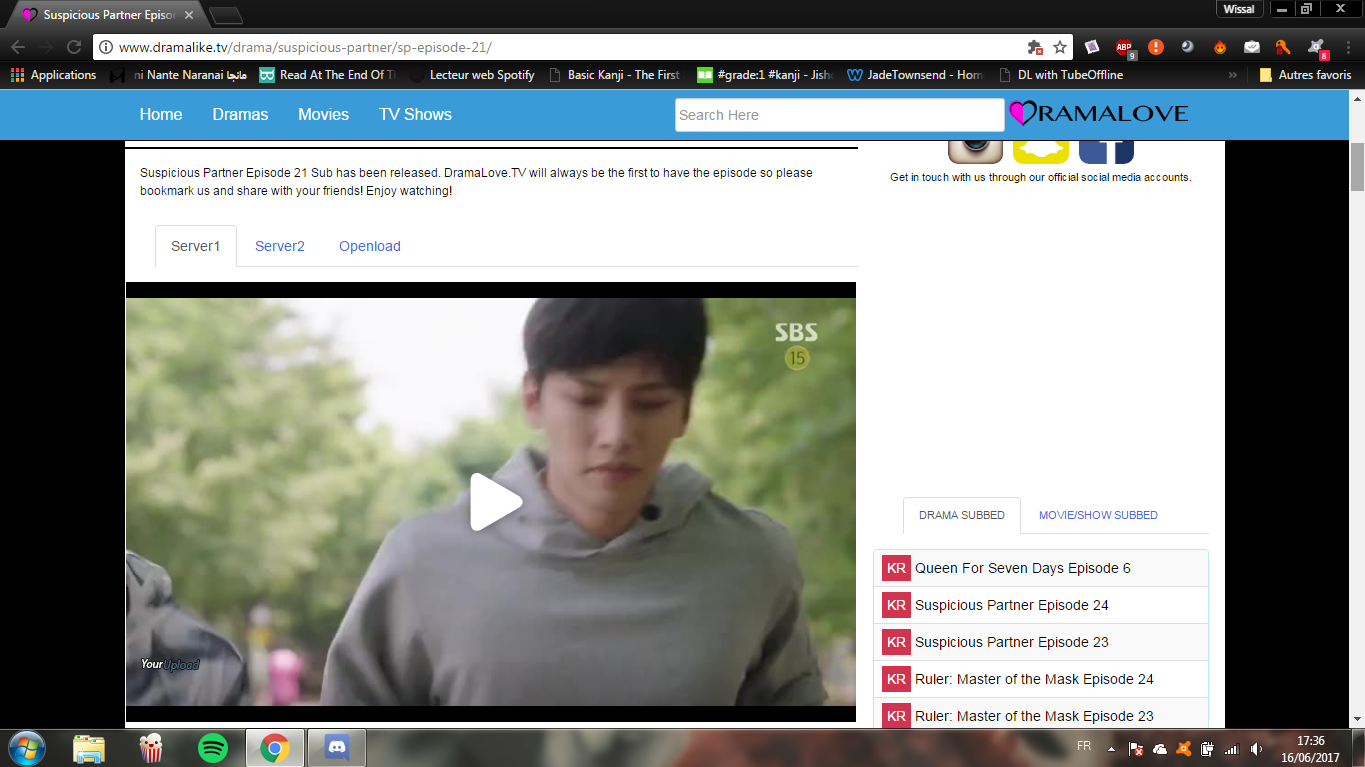 Suspicious Partner Episo
Wissal
www.dramalike.tv/drama/suspicious-partner/sp-episode-21/
ABP
9
8
Applications
ni Nante Naranai مانجا
Read At The End Of Th
Lecteur web Spotify
Basic Kanji - The First
#grade:1 #kanji - Jisho
JadeTownsend - Home
DL with TubeOffline
»
Autres favoris
Home
Dramas
Movies
TV Shows
Search Here
DRAMALOVE
Suspicious Partner Episode 21 Sub has been released. DramaLove.TV will always be the first to have the episode so please
bookmark us and share with your friends! Enjoy watching!
Get in touch with us through our official social media accounts.
Server1
Server2
Openload
SBS
15
YourUpload
DRAMA SUBBED
MOVIE/SHOW SUBBED
KR Queen For Seven Days Episode 6
KR Suspicious Partner Episode 24
KR Suspicious Partner Episode 23
KR Ruler: Master of the Mask Episode 24
KR Ruler: Master of the Mask Episode 23
FR
17:36
16/06/2017